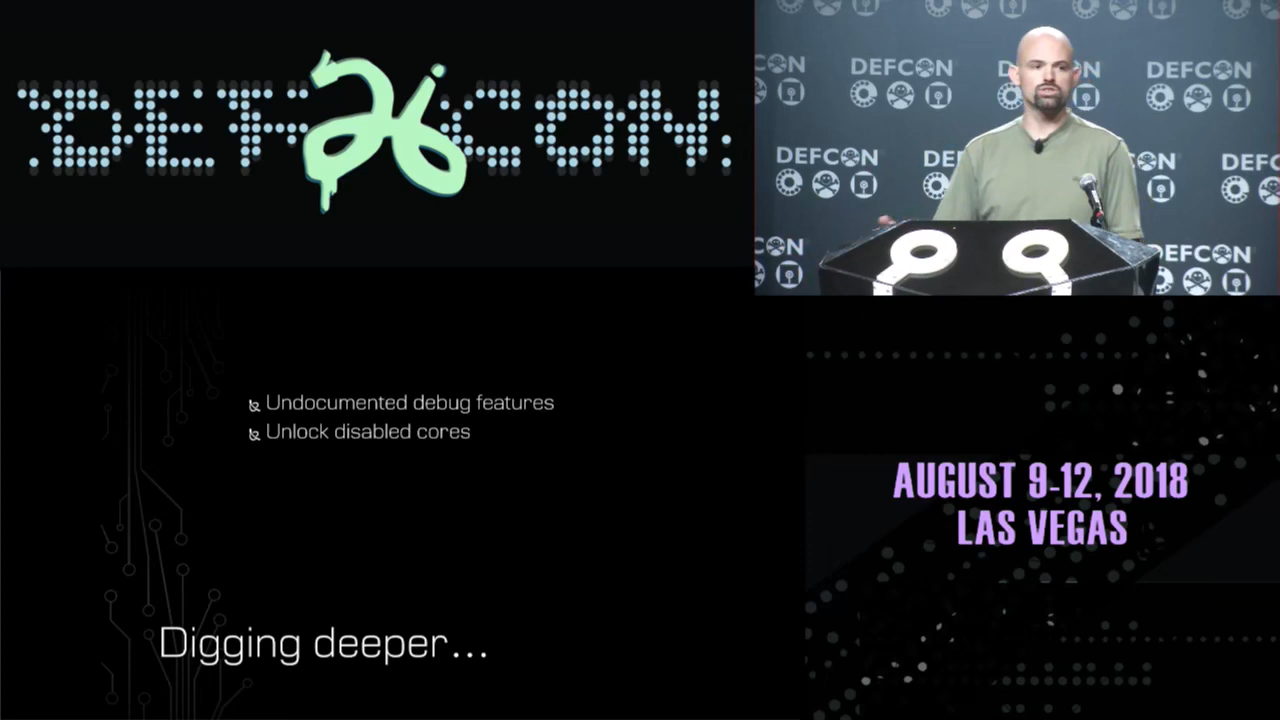 DEF CON
26
DEFCON
DEFCON
DEFCON
DEFCON
DEFCON
Undocumented debug features
Unlock disabled cores
AUGUST 9-12, 2018
LAS VEGAS
Digging deeper...